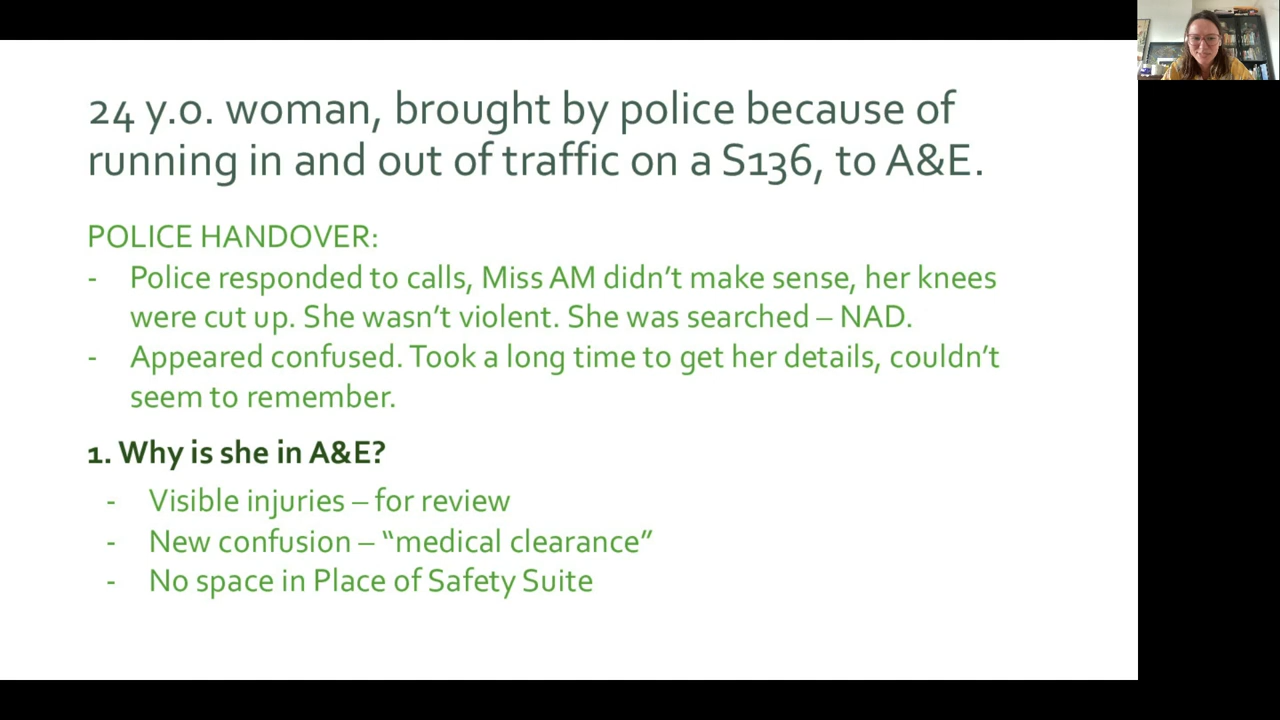 24 y.o. woman, brought by police because of
running in and out of traffic on a S136, to A&E.
POLICE HANDOVER:
- Police responded to calls, Miss AM didn’t make sense, her knees
were cut up. She wasn’t violent. She was searched – NAD.
- Appeared confused. Took a long time to get her details, couldn’t
seem to remember.
1. Why is she in A&E?
- Visible injuries – for review
- New confusion – “medical clearance”
- No space in Place of Safety Suite